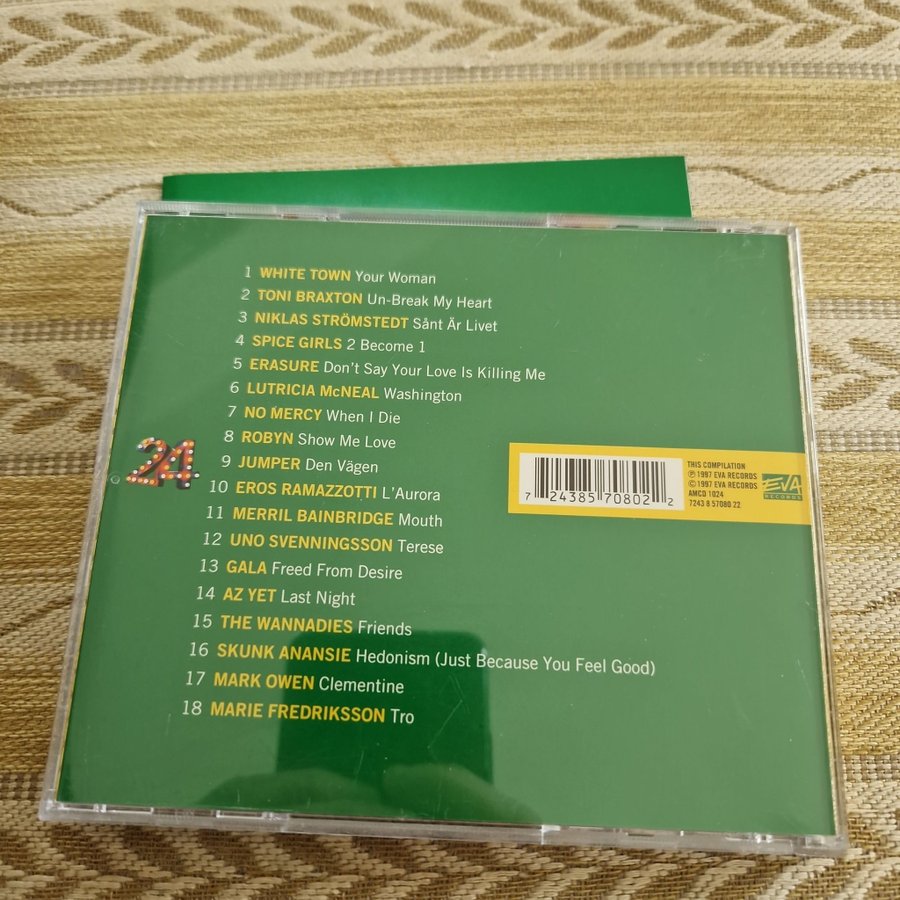 1 WHITE TOWN Your Woman
2 TONI BRAXTON Un-Break My Heart
3 NIKLAS STRÖMSTEDT Sånt Är Livet
4 SPICE GIRLS 2 Become 1
5 ERASURE Don't Say Your Love Is Killing Me
6 LUTRICIA McNEAL Washington
7 NO MERCY When I Die
8 ROBYN Show Me Love
9 JUMPER Den Vägen
10 EROS RAMAZZOTTI L'Aurora
11 MERRIL BAINBRIDGE Mouth
12 UNO SVENNINGSSON Terese
13 GALA Freed From Desire
14 AZ YET Last Night
15 THE WANNADIES Friends
16 SKUNK ANANSIE Hedonism (Just Because You Feel Good)
17 MARK OWEN Clementine
18 MARIE FREDRIKSSON Tro
24
7 24385 70802 2
THIS COMPILATION
℗ 1997 EVA RECORDS
© 1997 EVA RECORDS
AMCD 1024
7243 8 57080 22
EVA
RECORDS